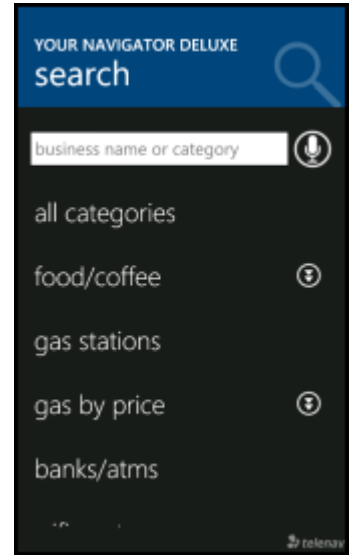 YOUR NAVIGATOR DELUXE
search
business name or category
all categories
food/coffee
gas stations
gas by price
banks/atms
telenav